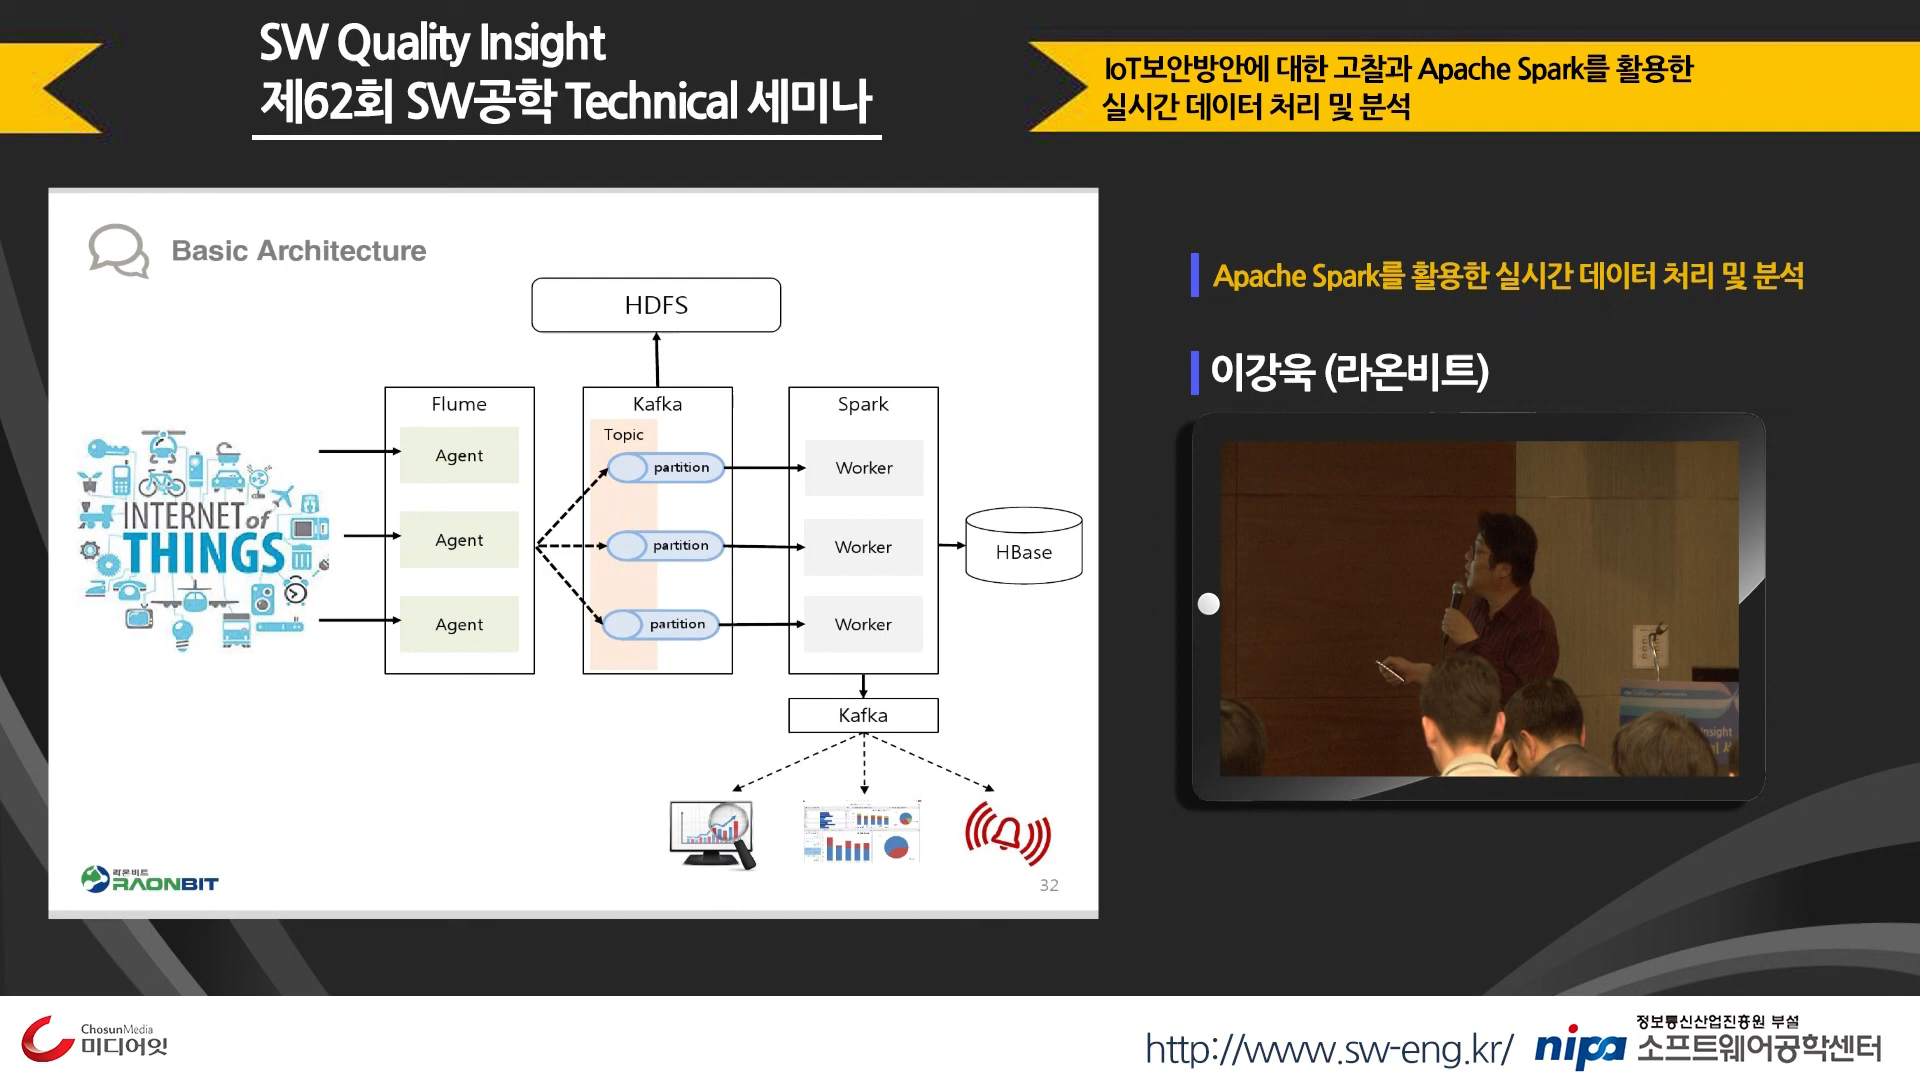 SW Quality Insight
제62회 SW공학 Technical 세미나
IoT보안방안에 대한 고찰과 Apache Spark를 활용한
실시간 데이터 처리 및 분석
Basic Architecture
HDFS
Flume
Kafka
Spark
Topic
Agent
partition
Worker
INTERNET of
THINGS
Agent
partition
Worker
HBase
Agent
partition
Worker
Kafka
라온비트
RAONBIT
32
Apache Spark를 활용한 실시간 데이터 처리 및 분석
이강욱 (라온비트)
nsight
ChosunMedia
미디어잇
http://www.sw-eng.kr/
nipa
정보통신산업진흥원 부설
소프트웨어공학센터